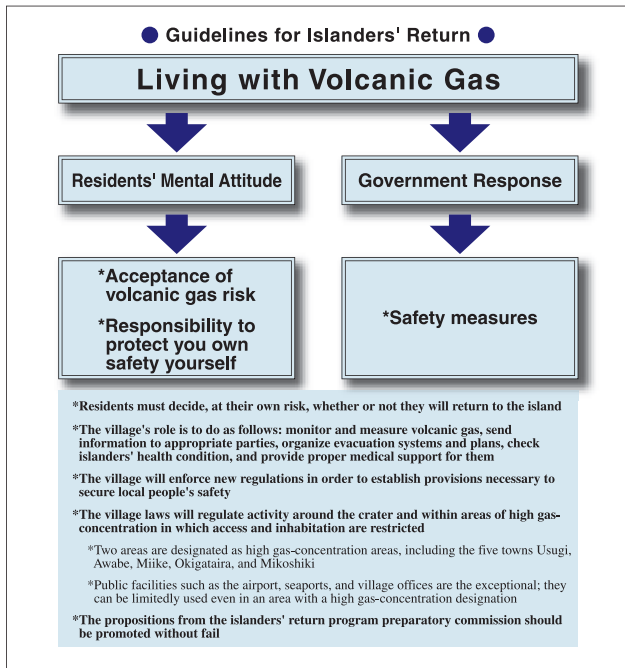 ● Guidelines for Islanders' Return ●
Living with Volcanic Gas
Residents' Mental Attitude
Government Response
*Acceptance of
volcanic gas risk
*Responsibility to
protect you own
safety yourself
*Safety measures
*Residents must decide, at their own risk, whether or not they will return to the island
*The village's role is to do as follows: monitor and measure volcanic gas, send
information to appropriate parties, organize evacuation systems and plans, check
islanders' health condition, and provide proper medical support for them
*The village will enforce new regulations in order to establish provisions necessary to
secure local people's safety
*The village laws will regulate activity around the crater and within areas of high gas-
concentration in which access and inhabitation are restricted
*Two areas are designated as high gas-concentration areas, including the five towns Usugi,
Awabe, Miike, Okigataira, and Mikoshiki
*Public facilities such as the airport, seaports, and village offices are the exceptional; they
can be limitedly used even in an area with a high gas-concentration designation
*The propositions from the islanders' return program preparatory commission should
be promoted without fail